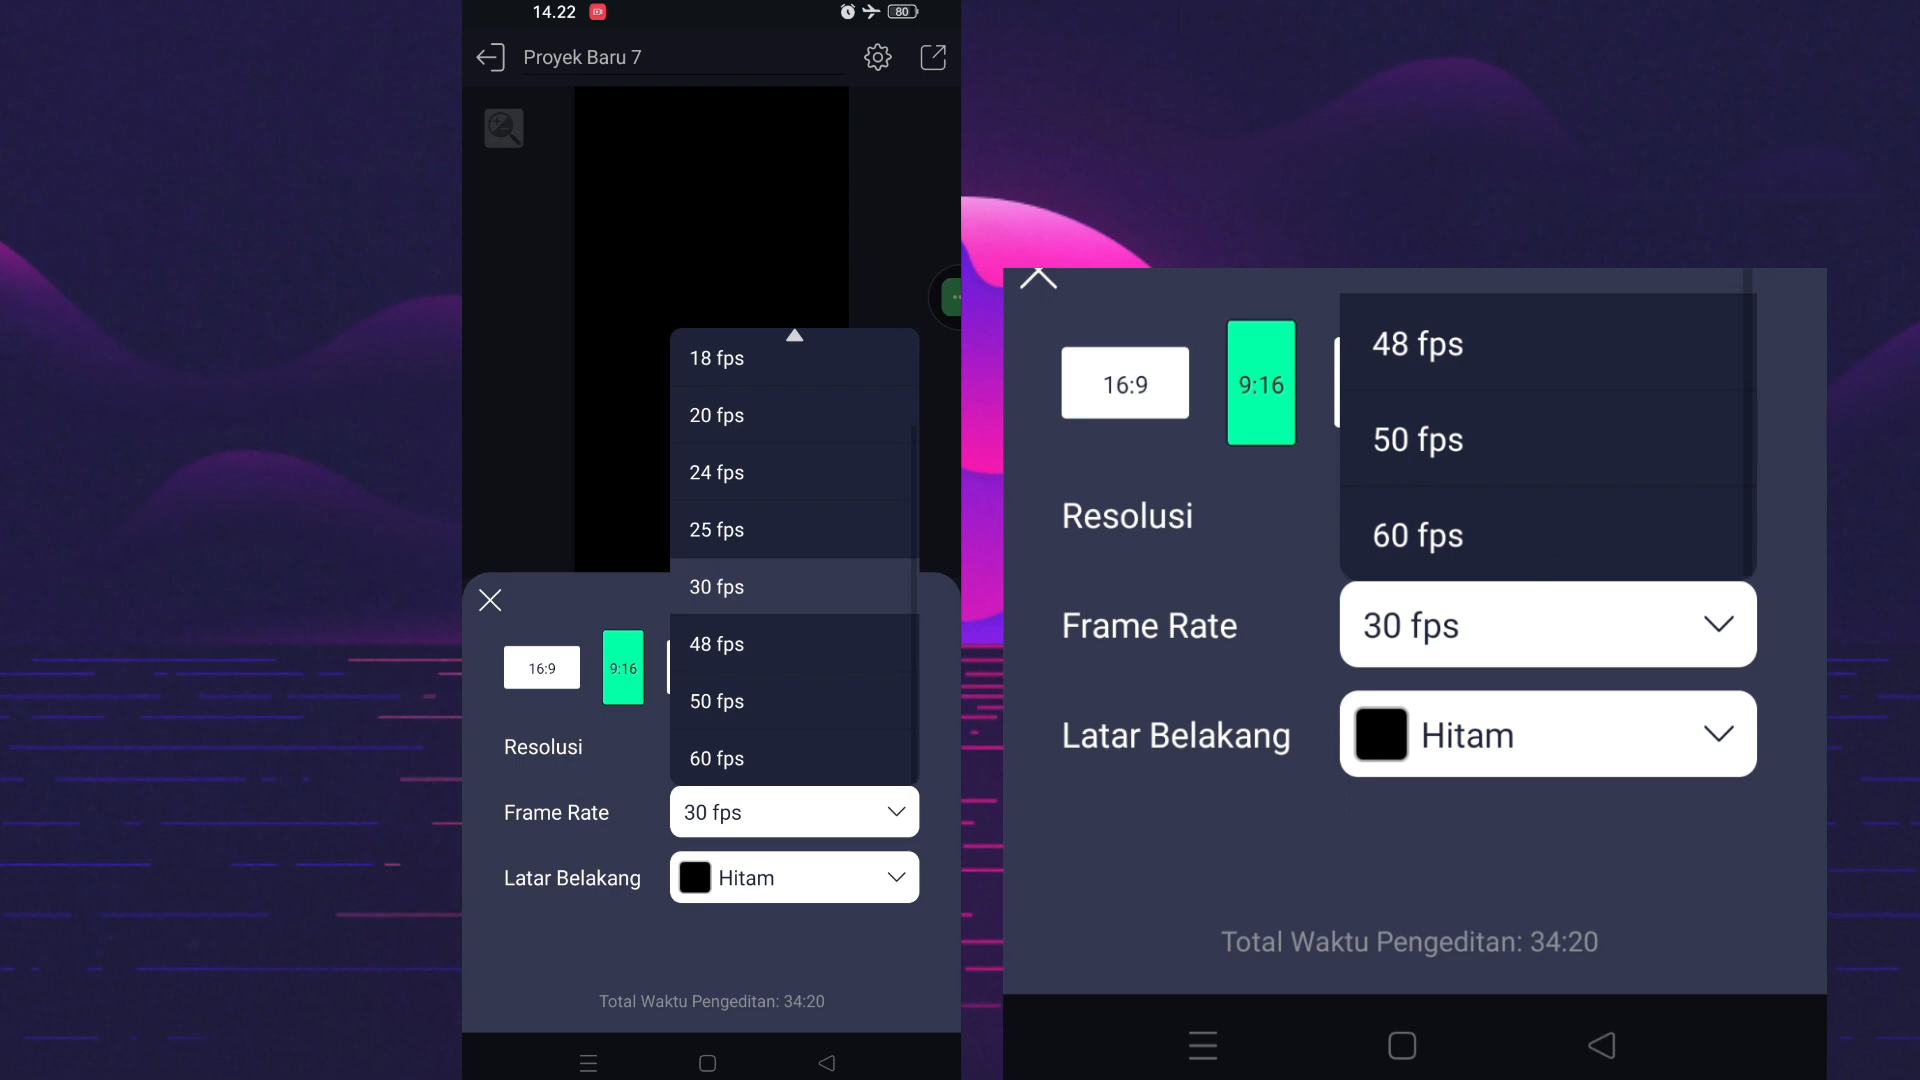 14.22
80
Proyek Baru 7
18 fps
20 fps
24 fps
25 fps
30 fps
48 fps
50 fps
60 fps
16:9
9:16
Resolusi
Frame Rate
30 fps
Latar Belakang
Hitam
Total Waktu Pengeditan: 34:20
48 fps
50 fps
60 fps
16:9
9:16
Resolusi
Frame Rate
30 fps
Latar Belakang
Hitam
Total Waktu Pengeditan: 34:20